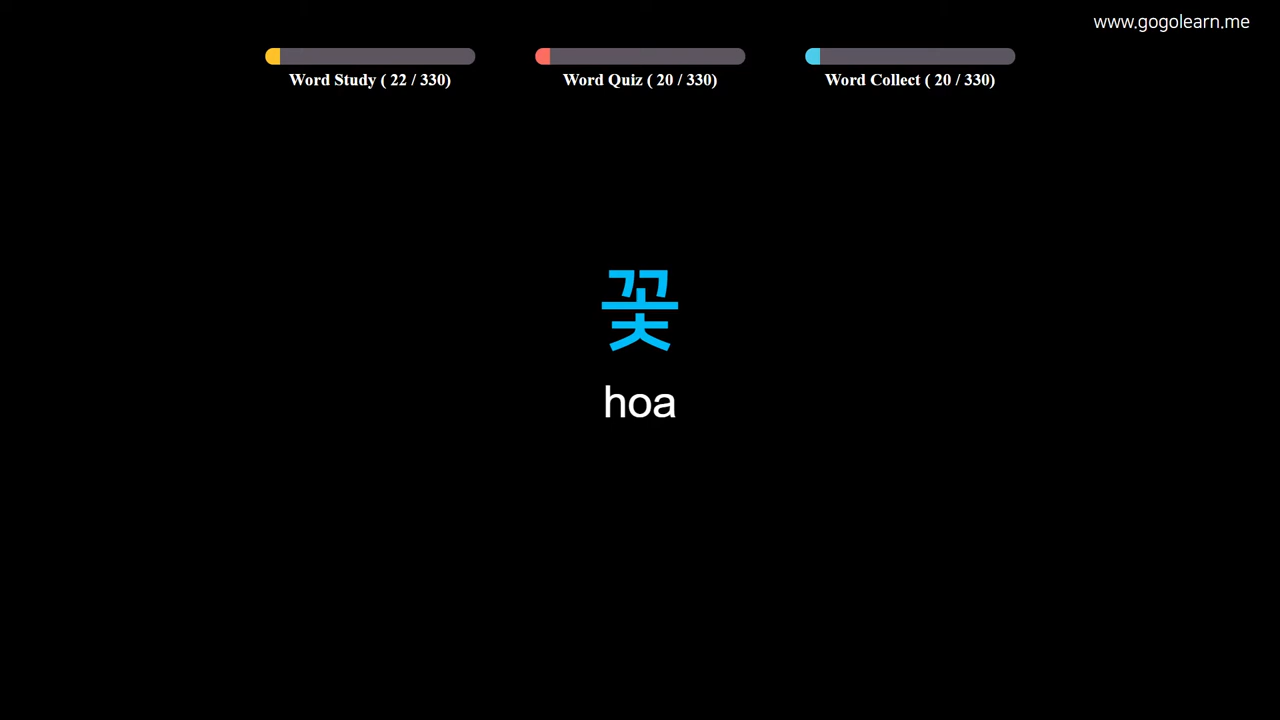 www.gogolearn.me
Word Study ( 22 / 330)
Word Quiz ( 20 / 330)
Word Collect ( 20 / 330)
꽃
hoa